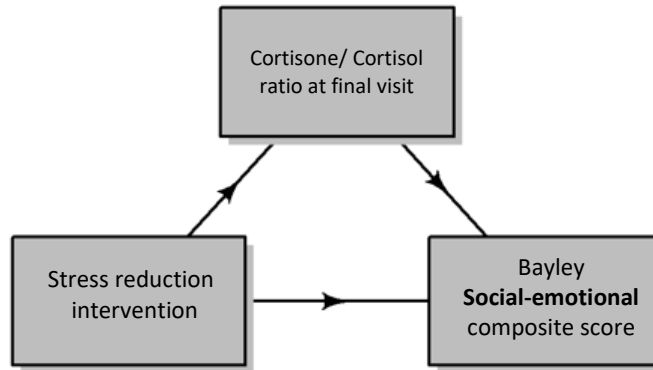 Cortisone/ Cortisol
ratio at final visit
Stress reduction
intervention
Bayley
Social-emotional
composite score